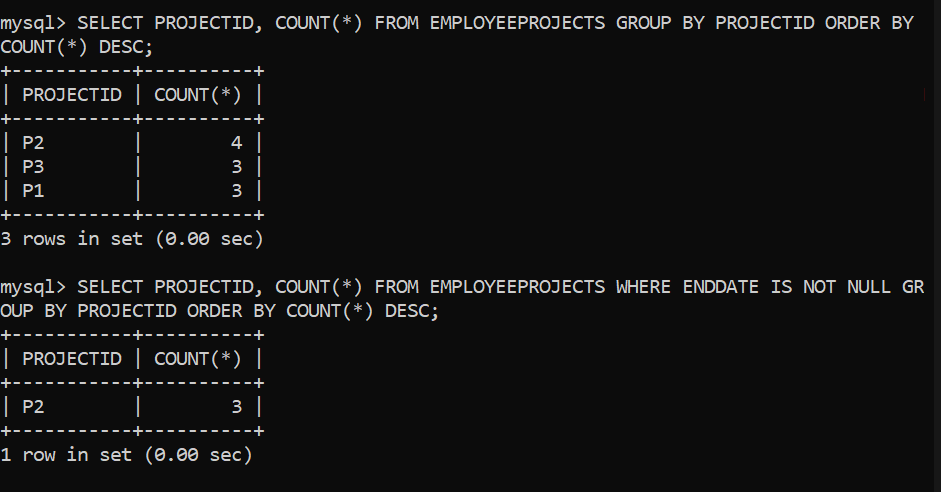 mysql> SELECT PROJECTID, COUNT(*) FROM EMPLOYEEPROJECTS GROUP BY PROJECTID ORDER BY
COUNT(*) DESC;
+-----------+----------+
| PROJECTID | COUNT(*) |
+-----------+----------+
| P2        |        4 |
| P3        |        3 |
| P1        |        3 |
+-----------+----------+
3 rows in set (0.00 sec)

mysql> SELECT PROJECTID, COUNT(*) FROM EMPLOYEEPROJECTS WHERE ENDDATE IS NOT NULL GR
OUP BY PROJECTID ORDER BY COUNT(*) DESC;
+-----------+----------+
| PROJECTID | COUNT(*) |
+-----------+----------+
| P2        |        3 |
+-----------+----------+
1 row in set (0.00 sec)